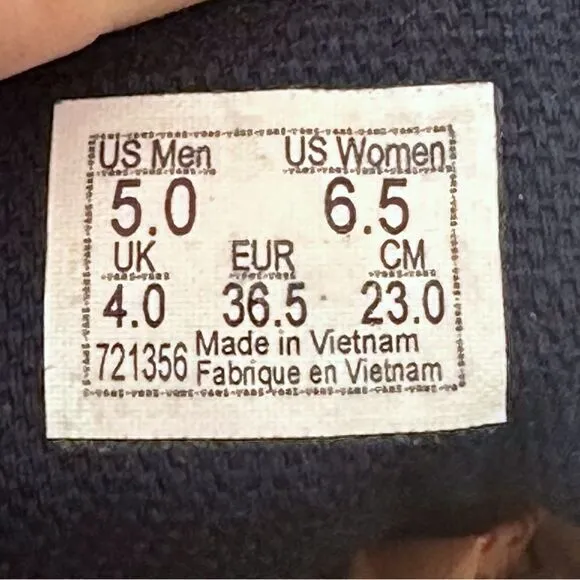 US Men US Women
5.0 6.5
UK EUR CM
4.0 36.5 23.0
721356 Made in Vietnam
Fabrique en Vietnam